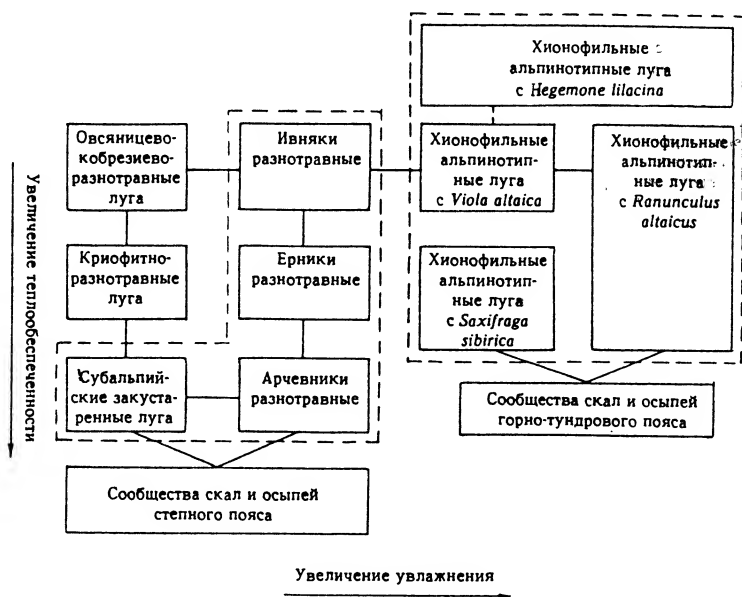 Хионофильные
альпинотипные луга
с Hegemone lilacina
Овсяницево-
кобрезиево-
разнотравные
луга
Ивняки
разнотравные
Хионофильные
альпинотип-
ные луга
с Viola altaica
Хионофильные
альпинотип-
ные луга
с Ranunculus
altaicus
Увеличение теплообеспеченности
Криофитно-
разнотравные
луга
Ерники
разнотравные
Хионофильные
альпинотип-
ные луга
с Saxifraga
sibirica
Субальпий-
ские закуста-
ренные луга
Арчевники
разнотравные
Сообщества скал и осыпей
горно-тундрового пояса
Сообщества скал и осыпей
степного пояса
Увеличение увлажнения